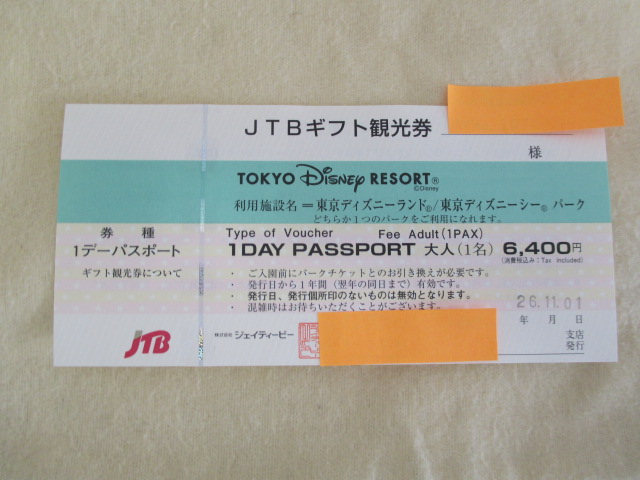 JTBギフト観光券
様
TOKYO Disney RESORT®
©Disney
利用施設名=東京ディズニーランド®/東京ディズニーシー® パーク
どちらか1つのパークをご利用になれます。
券 種 Type of Voucher Fee Adult(1PAX)
1デーパスポート 1DAY PASSPORT 大人(1名) 6,400円
(消費税込み:Tax included)
ギフト観光券について
・ ご入園前にパークチケットとのお引き換えが必要です。
・ 発行日から1年間(翌年の同日まで)有効です。
・ 発行日、発行個所印のないものは無効となります。
・ 混雑時はお待ちいただくことがございます。
26.11.01
年 月 日
JTB 株式会社 ジェイティービー
支店
発行